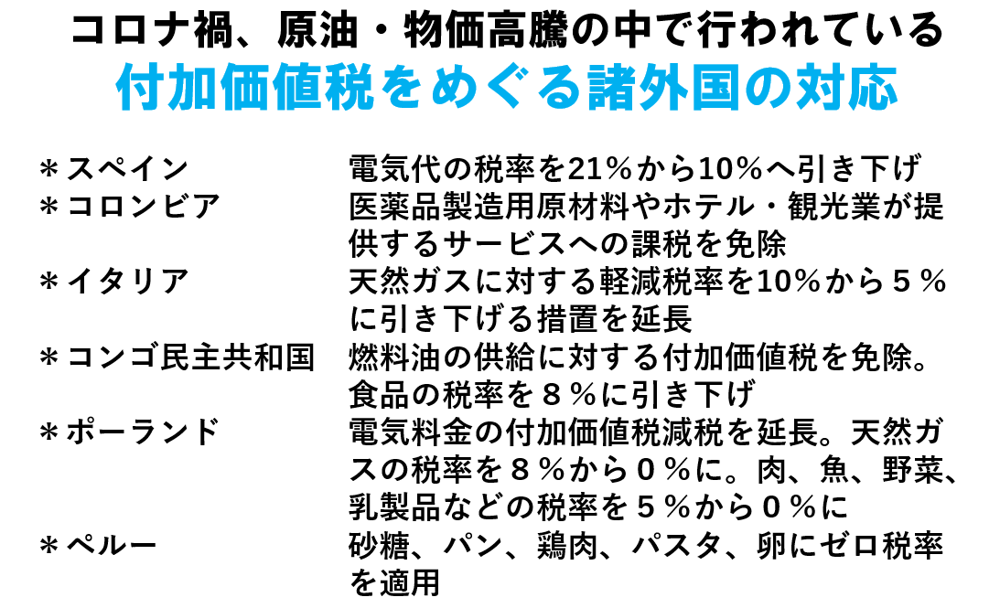 コロナ禍、原油・物価高騰の中で行われている
付加価値税をめぐる諸外国の対応
＊スペイン 電気代の税率を21％から10％へ引き下げ
＊コロンビア 医薬品製造用原材料やホテル・観光業が提
供するサービスへの課税を免除
＊イタリア 天然ガスに対する軽減税率を10％から５％
に引き下げる措置を延長
＊コンゴ民主共和国 燃料油の供給に対する付加価値税を免除。
食品の税率を８％に引き下げ
＊ポーランド 電気料金の付加価値税減税を延長。天然ガ
スの税率を８％から０％に。肉、魚、野菜、
乳製品などの税率を５％から０％に
＊ペルー 砂糖、パン、鶏肉、パスタ、卵にゼロ税率
を適用